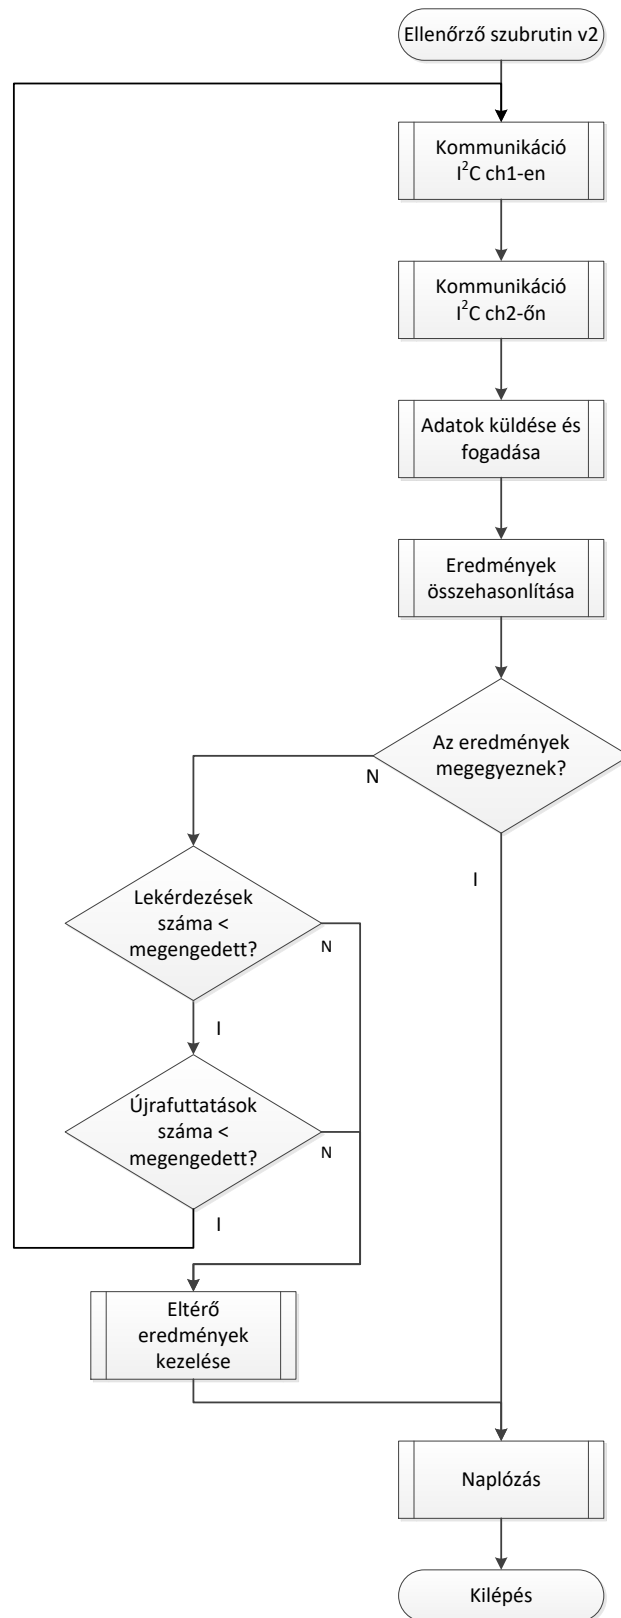 Ellenőrző szubrutin v2
Kommunikáció
I²C ch1-en
Kommunikáció
I²C ch2-őn
Adatok küldése és
fogadása
Eredmények
összehasonlítása
Az eredmények
megegyeznek?
N
I
Lekérdezések
száma <
megengedett?
N
I
Újrafuttatások
száma <
megengedett?
N
I
Eltérő
eredmények
kezelése
Naplózás
Kilépés